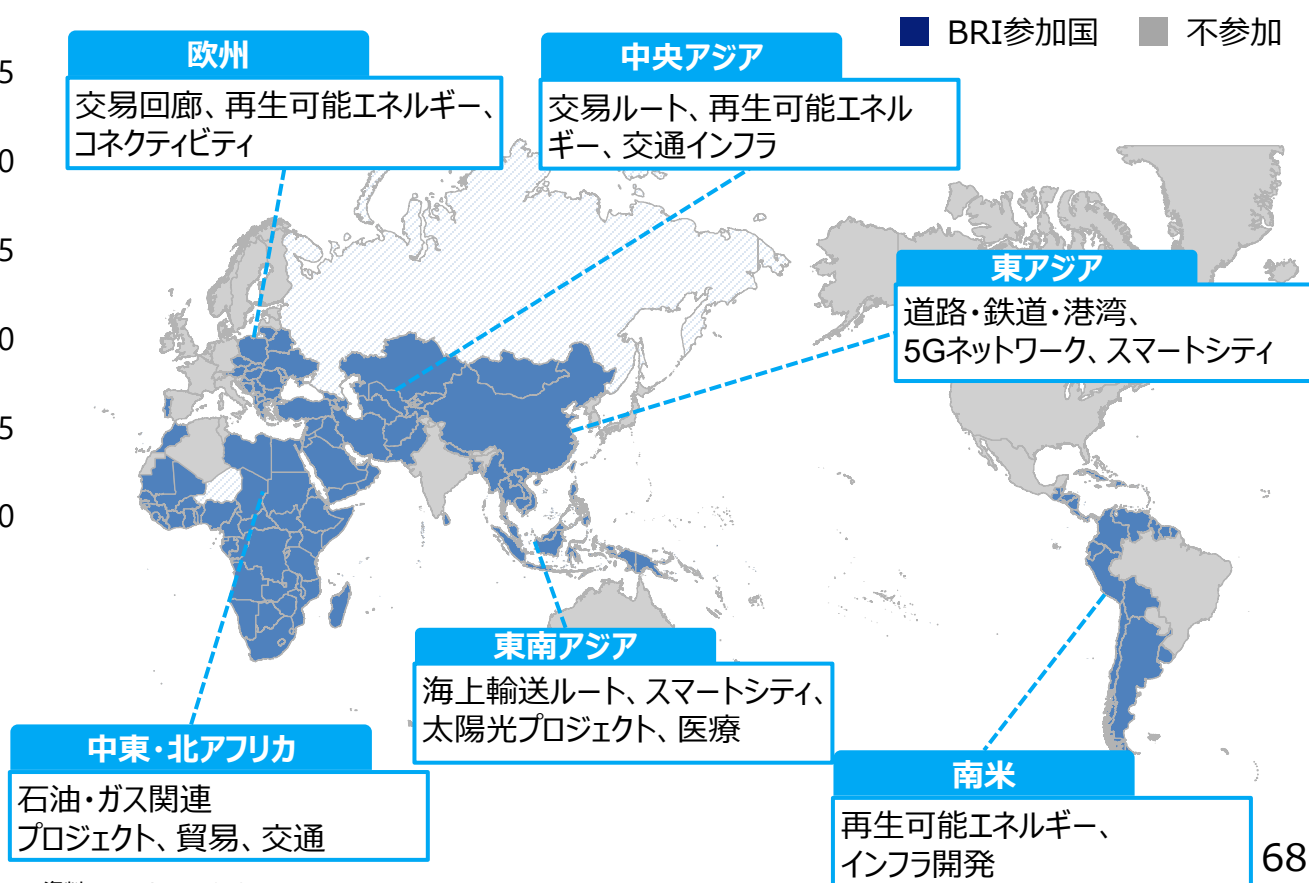 BRI参加国
不参加
欧州
交易回廊、再生可能エネルギー、
コネクティビティ
中央アジア
交易ルート、再生可能エネル
ギー、交通インフラ
東アジア
道路・鉄道・港湾、
5Gネットワーク、スマートシティ
東南アジア
海上輸送ルート、スマートシティ、
太陽光プロジェクト、医療
中東・北アフリカ
石油・ガス関連
プロジェクト、貿易、交通
南米
再生可能エネルギー、
インフラ開発
5
0
5
0
5
0
68